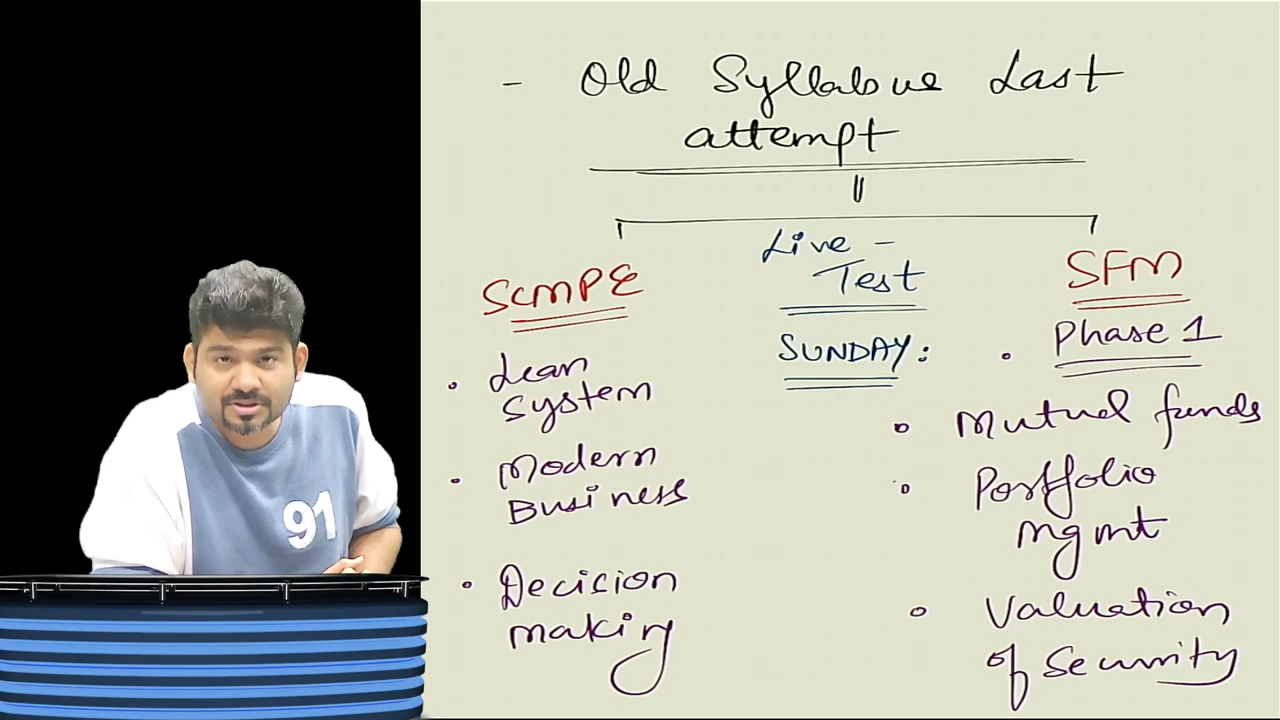 - Old Syllabus Last
attempt
Live -
Test
SUNDAY:
SCMPE
• Lean
System
• Modern
Business
• Decision
making
SFM
• Phase 1
• Mutual funds
• Portfolio
mgmt
• Valuation
of Security
91